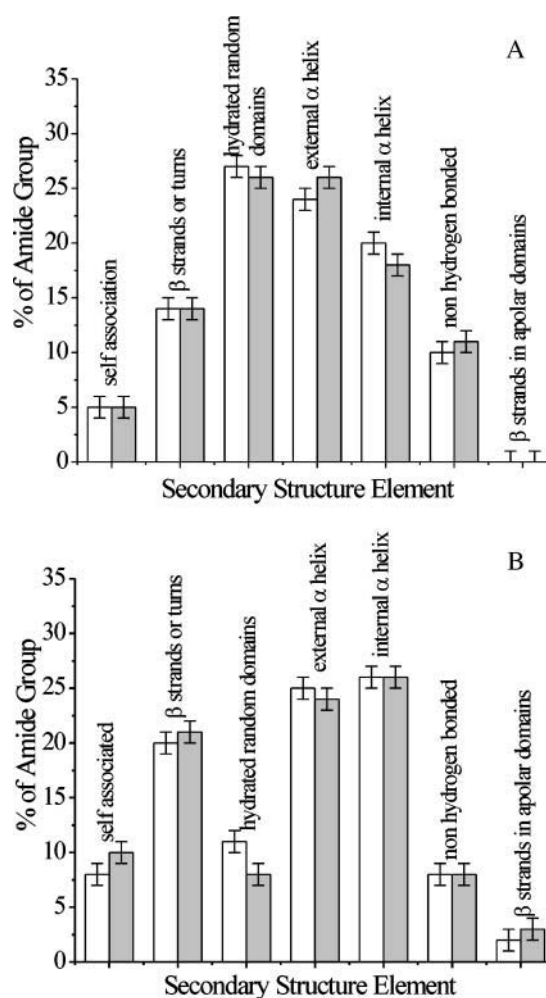 A
% of Amide Group
35
30
25
20
15
10
5
0
self association
β strands or turns
hydrated random
domains
external α helix
internal α helix
non hydrogen bonded
β strands in apolar domains
Secondary Structure Element
B
% of Amide Group
35
30
25
20
15
10
5
0
self associated
β strands or turns
hydrated random domains
external α helix
internal α helix
non hydrogen bonded
β strands in apolar domains
Secondary Structure Element